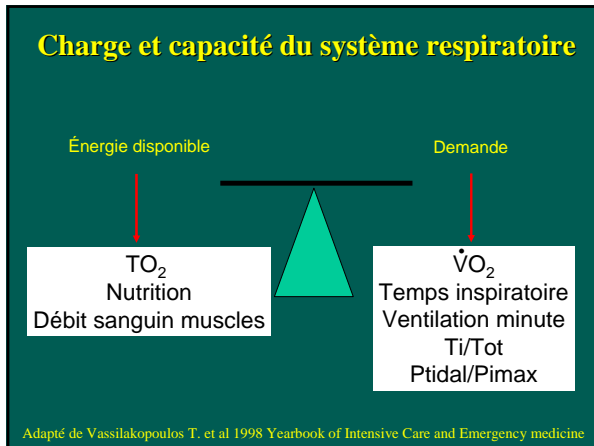 Charge et capacité du système respiratoire
Énergie disponible
Demande
TO₂
Nutrition
Débit sanguin muscles
V̇O₂
Temps inspiratoire
Ventilation minute
Ti/Tot
Ptidal/Pimax
Adapté de Vassilakopoulos T. et al 1998 Yearbook of Intensive Care and Emergency medicine